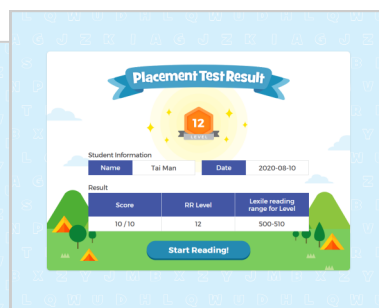 Placement Test Result
12
LEVEL
Student Information
Name Tai Man Date 2020-08-10
Result
Score RR Level Lexile reading range for Level
10 / 10 12 500-510
Start Reading!